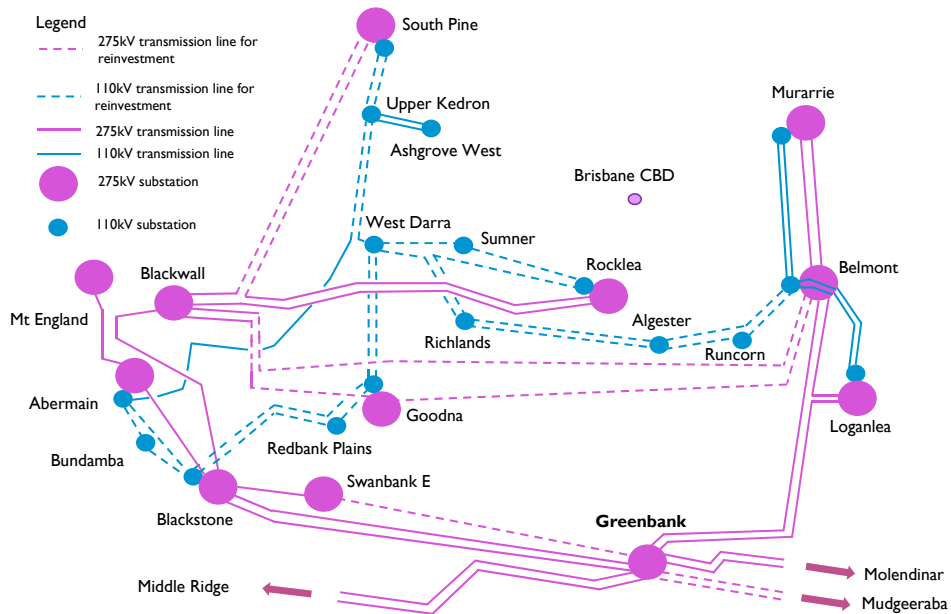 Legend
275kV transmission line for
reinvestment
110kV transmission line for
reinvestment
275kV transmission line
110kV transmission line
275kV substation
110kV substation
South Pine
Upper Kedron
Ashgrove West
Murarrie
Brisbane CBD
West Darra
Sumner
Rocklea
Belmont
Blackwall
Mt England
Richlands
Algester
Runcorn
Abermain
Goodna
Loganlea
Redbank Plains
Bundamba
Swanbank E
Blackstone
Greenbank
Middle Ridge
Molendinar
Mudgeeraba